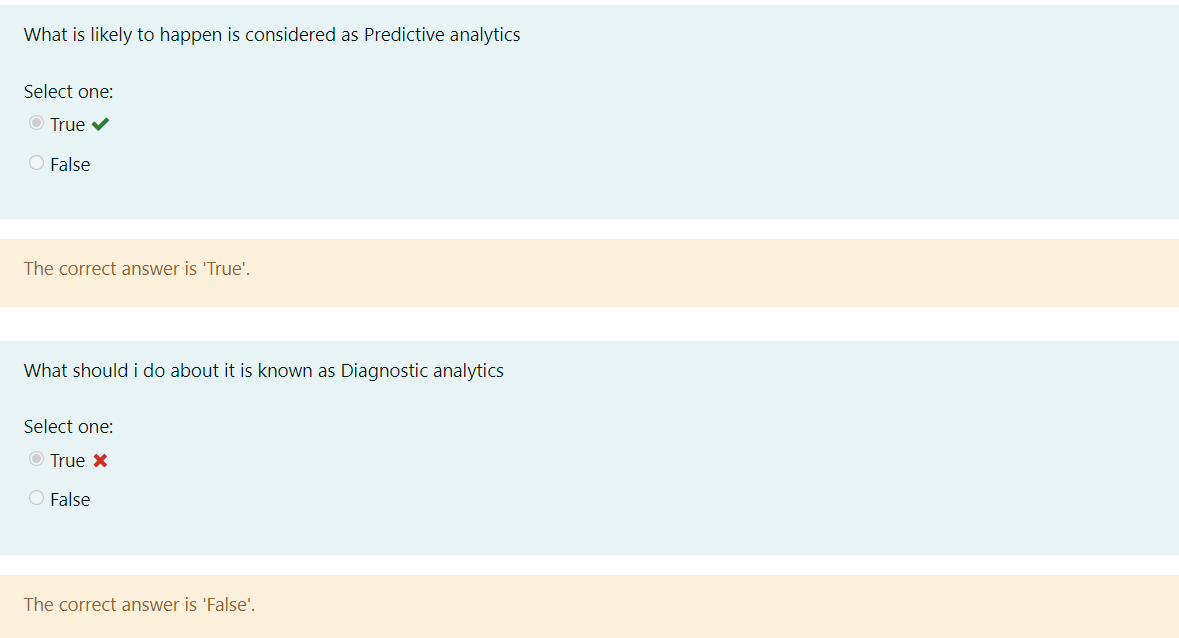 What is likely to happen is considered as Predictive analytics
Select one:
True
False
The correct answer is 'True'.
What should i do about it is known as Diagnostic analytics
Select one:
True
False
The correct answer is 'False'.